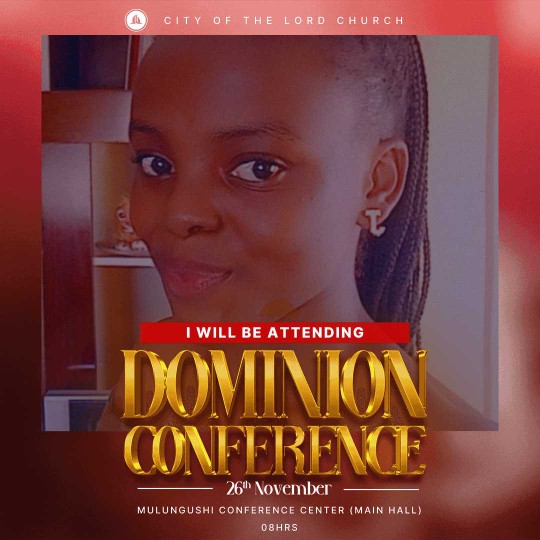 CITY OF THE LORD CHURCH
I WILL BE ATTENDING
DOMINION
CONFERENCE
26th November
MULUNGUSHI CONFERENCE CENTER (MAIN HALL)
08HRS